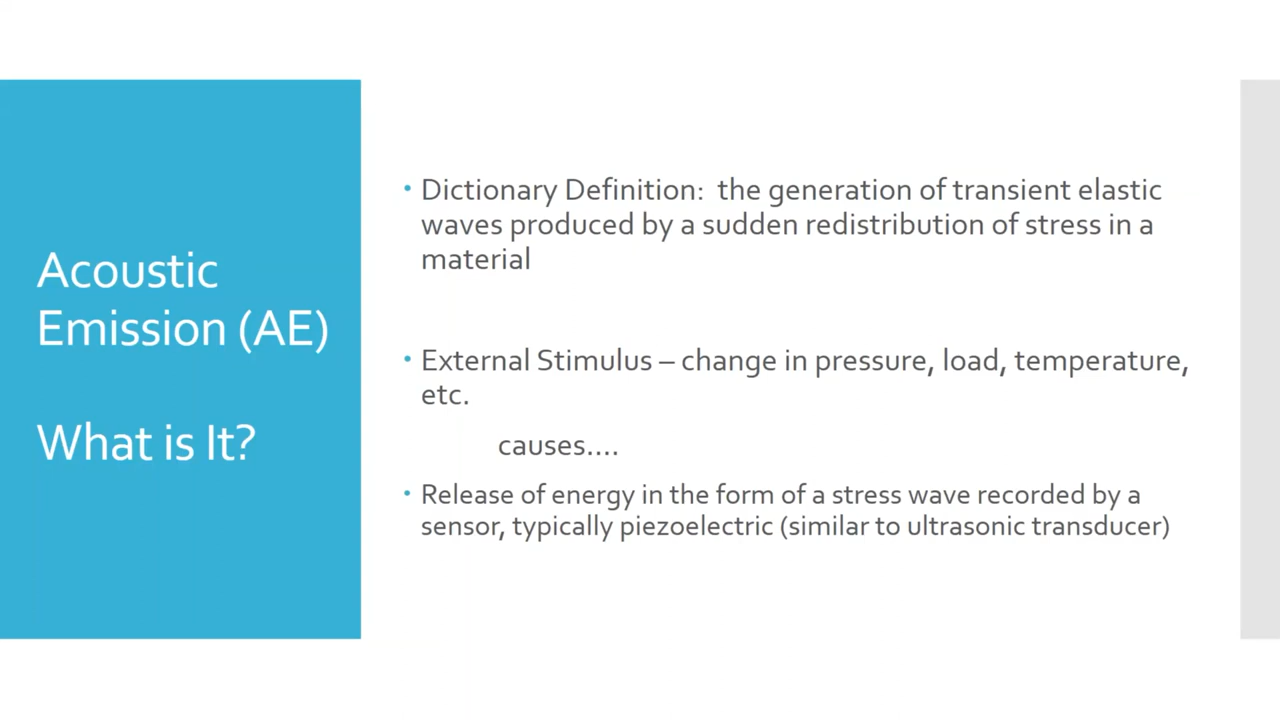 Acoustic
Emission (AE)
What is It?
• Dictionary Definition:  the generation of transient elastic
waves produced by a sudden redistribution of stress in a
material
• External Stimulus – change in pressure, load, temperature,
etc.
causes....
• Release of energy in the form of a stress wave recorded by a
sensor, typically piezoelectric (similar to ultrasonic transducer)